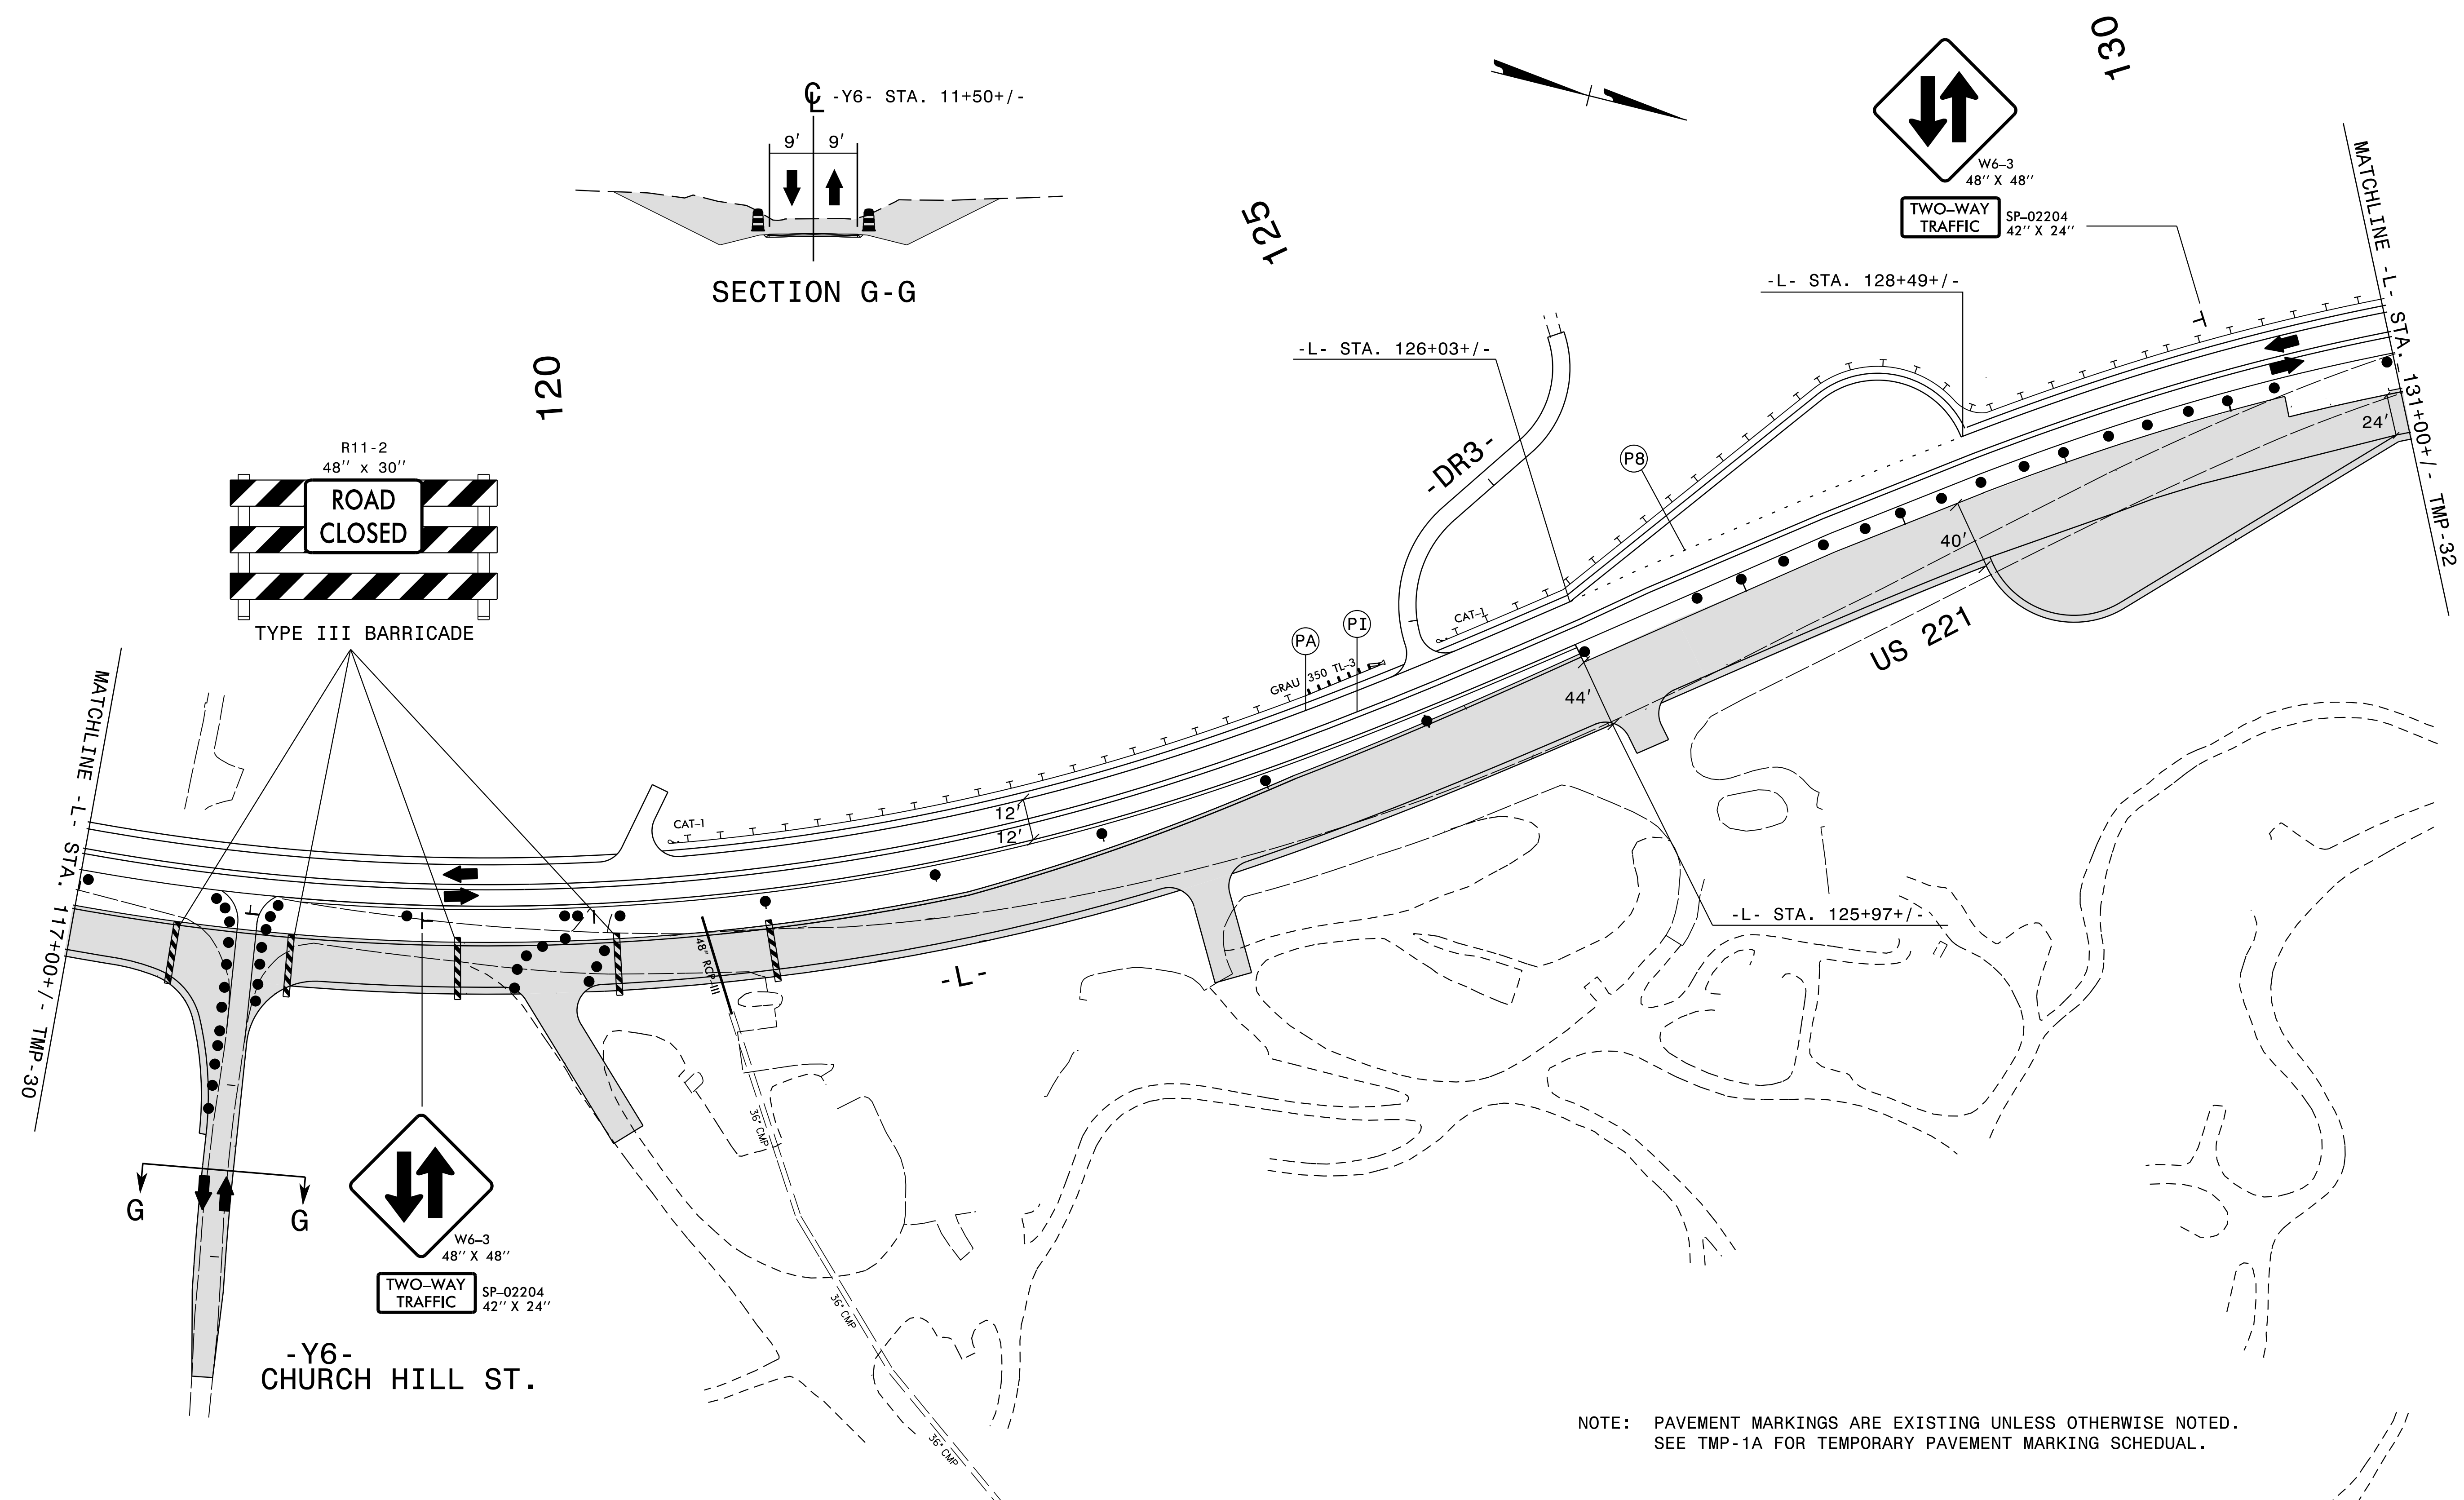 130
℄ -Y6- STA. 11+50+/-
9' 9'
SECTION G-G
W6-3
48'' X 48''
TWO-WAY
TRAFFIC
SP-02204
42'' X 24''
MATCHLINE -L- STA. 131+00+/- TMP-32
125
-L- STA. 128+49+/-
-L- STA. 126+03+/-
120
24'
R11-2
48'' x 30''
ROAD
CLOSED
TYPE III BARRICADE
-DR3-
P8
40'
CAT-1
PA
PI
GRAU 350 TL-3
US 221
44'
MATCHLINE -L- STA. 117+00+/- TMP-30
CAT-1
12'
12'
-L- STA. 125+97+/-
48" RCP-III
-L-
36" CMP
G
G
W6-3
48'' X 48''
TWO-WAY
TRAFFIC
SP-02204
42'' X 24''
36" CMP
-Y6-
CHURCH HILL ST.
36" CMP
NOTE: PAVEMENT MARKINGS ARE EXISTING UNLESS OTHERWISE NOTED.
SEE TMP-1A FOR TEMPORARY PAVEMENT MARKING SCHEDUAL.